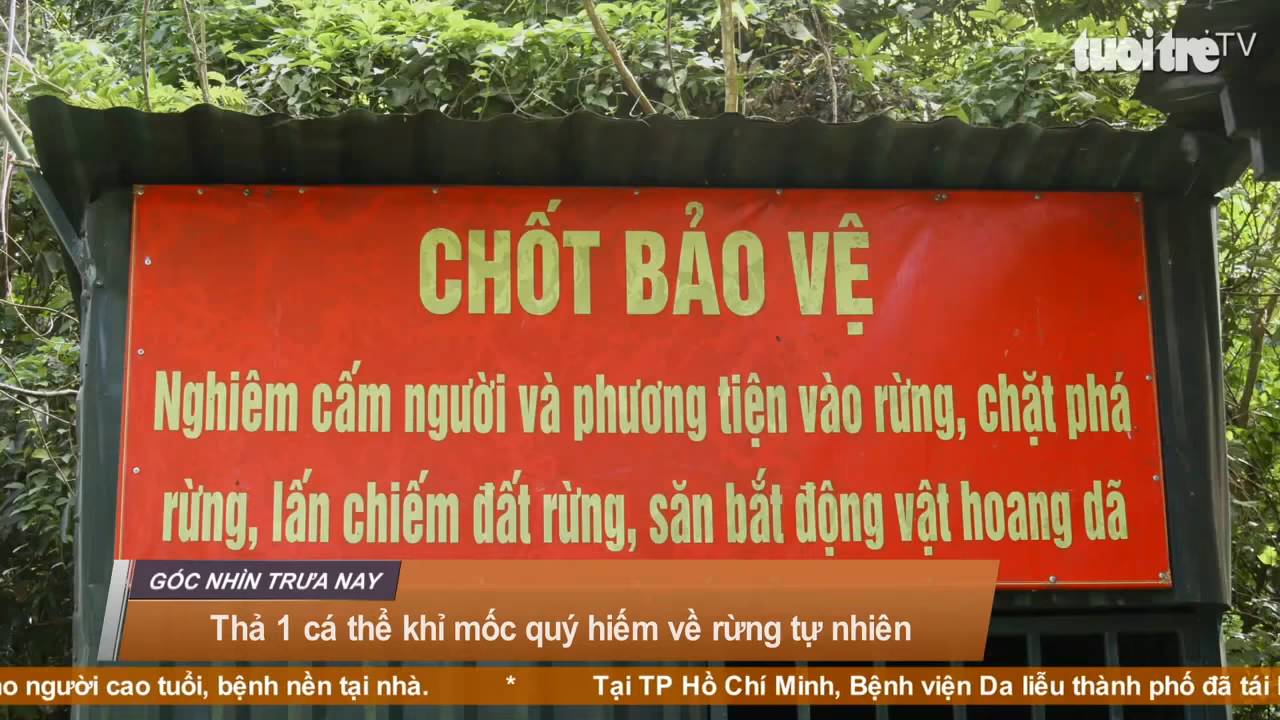 tuoitre TV
CHỐT BẢO VỆ
Nghiêm cấm người và phương tiện vào rừng, chặt phá
rừng, lấn chiếm đất rừng, săn bắt động vật hoang dã
GÓC NHÌN TRƯA NAY
Thả 1 cá thể khỉ mốc quý hiếm về rừng tự nhiên
người cao tuổi, bệnh nền tại nhà. * Tại TP Hồ Chí Minh, Bệnh viện Da liễu thành phố đã tái